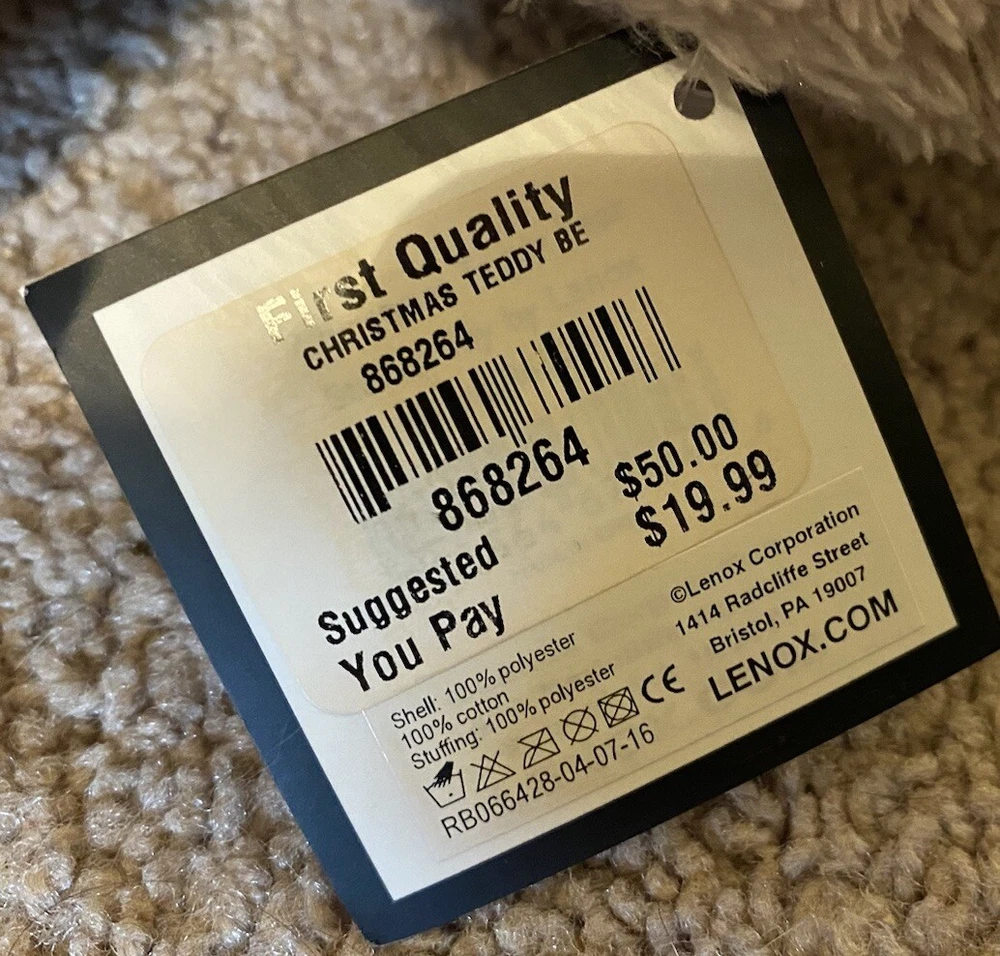 First Quality
CHRISTMAS TEDDY BE
868264
868264
Suggested $50.00
You Pay $19.99
©Lenox Corporation
1414 Radcliffe Street
Bristol, PA 19007
LENOX.COM
Shell: 100% polyester
100% cotton
Stuffing: 100% polyester
CE
RB066428-04-07-16